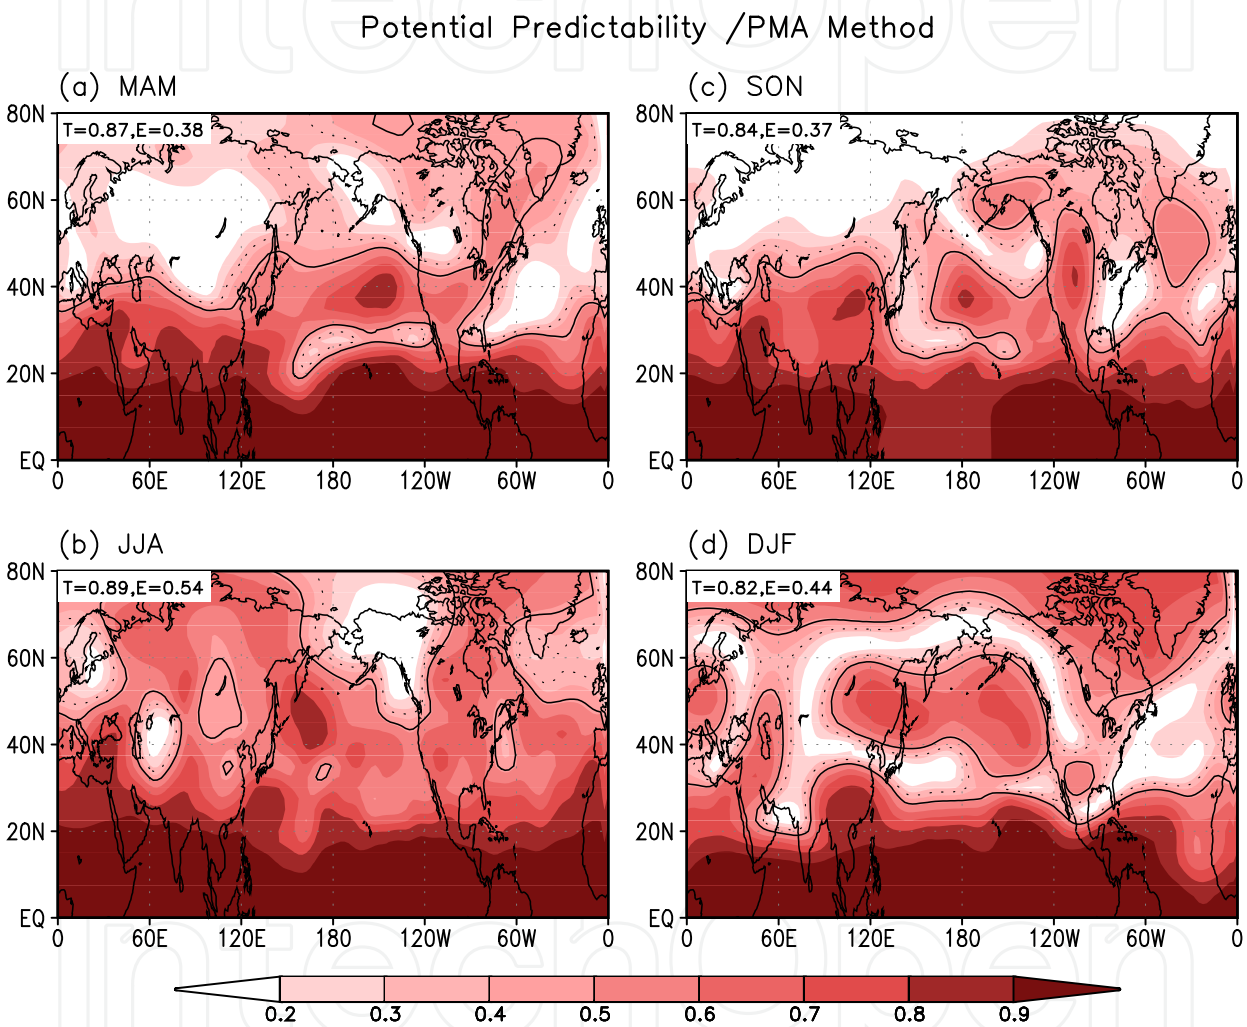 Potential Predictability /PMA Method
(a) MAM
T=0.87,E=0.38
80N
60N
40N
20N
EQ
0 60E 120E 180 120W 60W 0
(c) SON
T=0.84,E=0.37
80N
60N
40N
20N
EQ
0 60E 120E 180 120W 60W 0
(b) JJA
T=0.89,E=0.54
80N
60N
40N
20N
EQ
0 60E 120E 180 120W 60W 0
(d) DJF
T=0.82,E=0.44
80N
60N
40N
20N
EQ
0 60E 120E 180 120W 60W 0
0.2 0.3 0.4 0.5 0.6 0.7 0.8 0.9
IntechOpen
IntechOpen